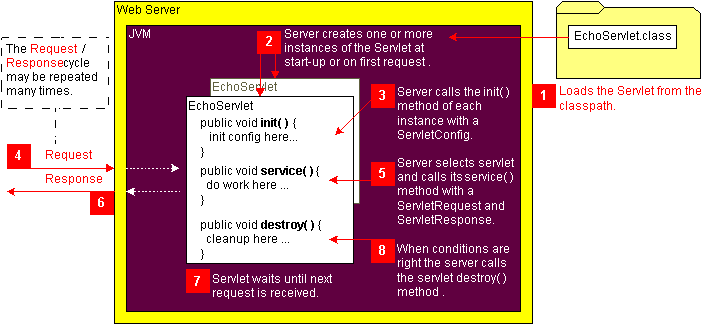 Web Server
JVM
The Request /
Responsecycle
may be repeated
many times.
2
Server creates one or more
instances of the Servlet at
start-up or on first request .
EchoServlet.class
1
Loads the Servlet from the
classpath.
EchoServlet
EchoServlet
public void init( ) {
init config here...
}
public void service( ) {
do work here ...
}
public void destroy( ) {
cleanup here ...
}
3
Server calls the init( )
method of each
instance with a
ServletConfig.
4
Request
Response
6
5
Server selects servlet
and calls itsservice( )
method with a
ServletRequest and
ServletResponse.
8
When conditions are
right the server calls
the servlet destroy( )
method .
7
Servlet waits until next
request is received.